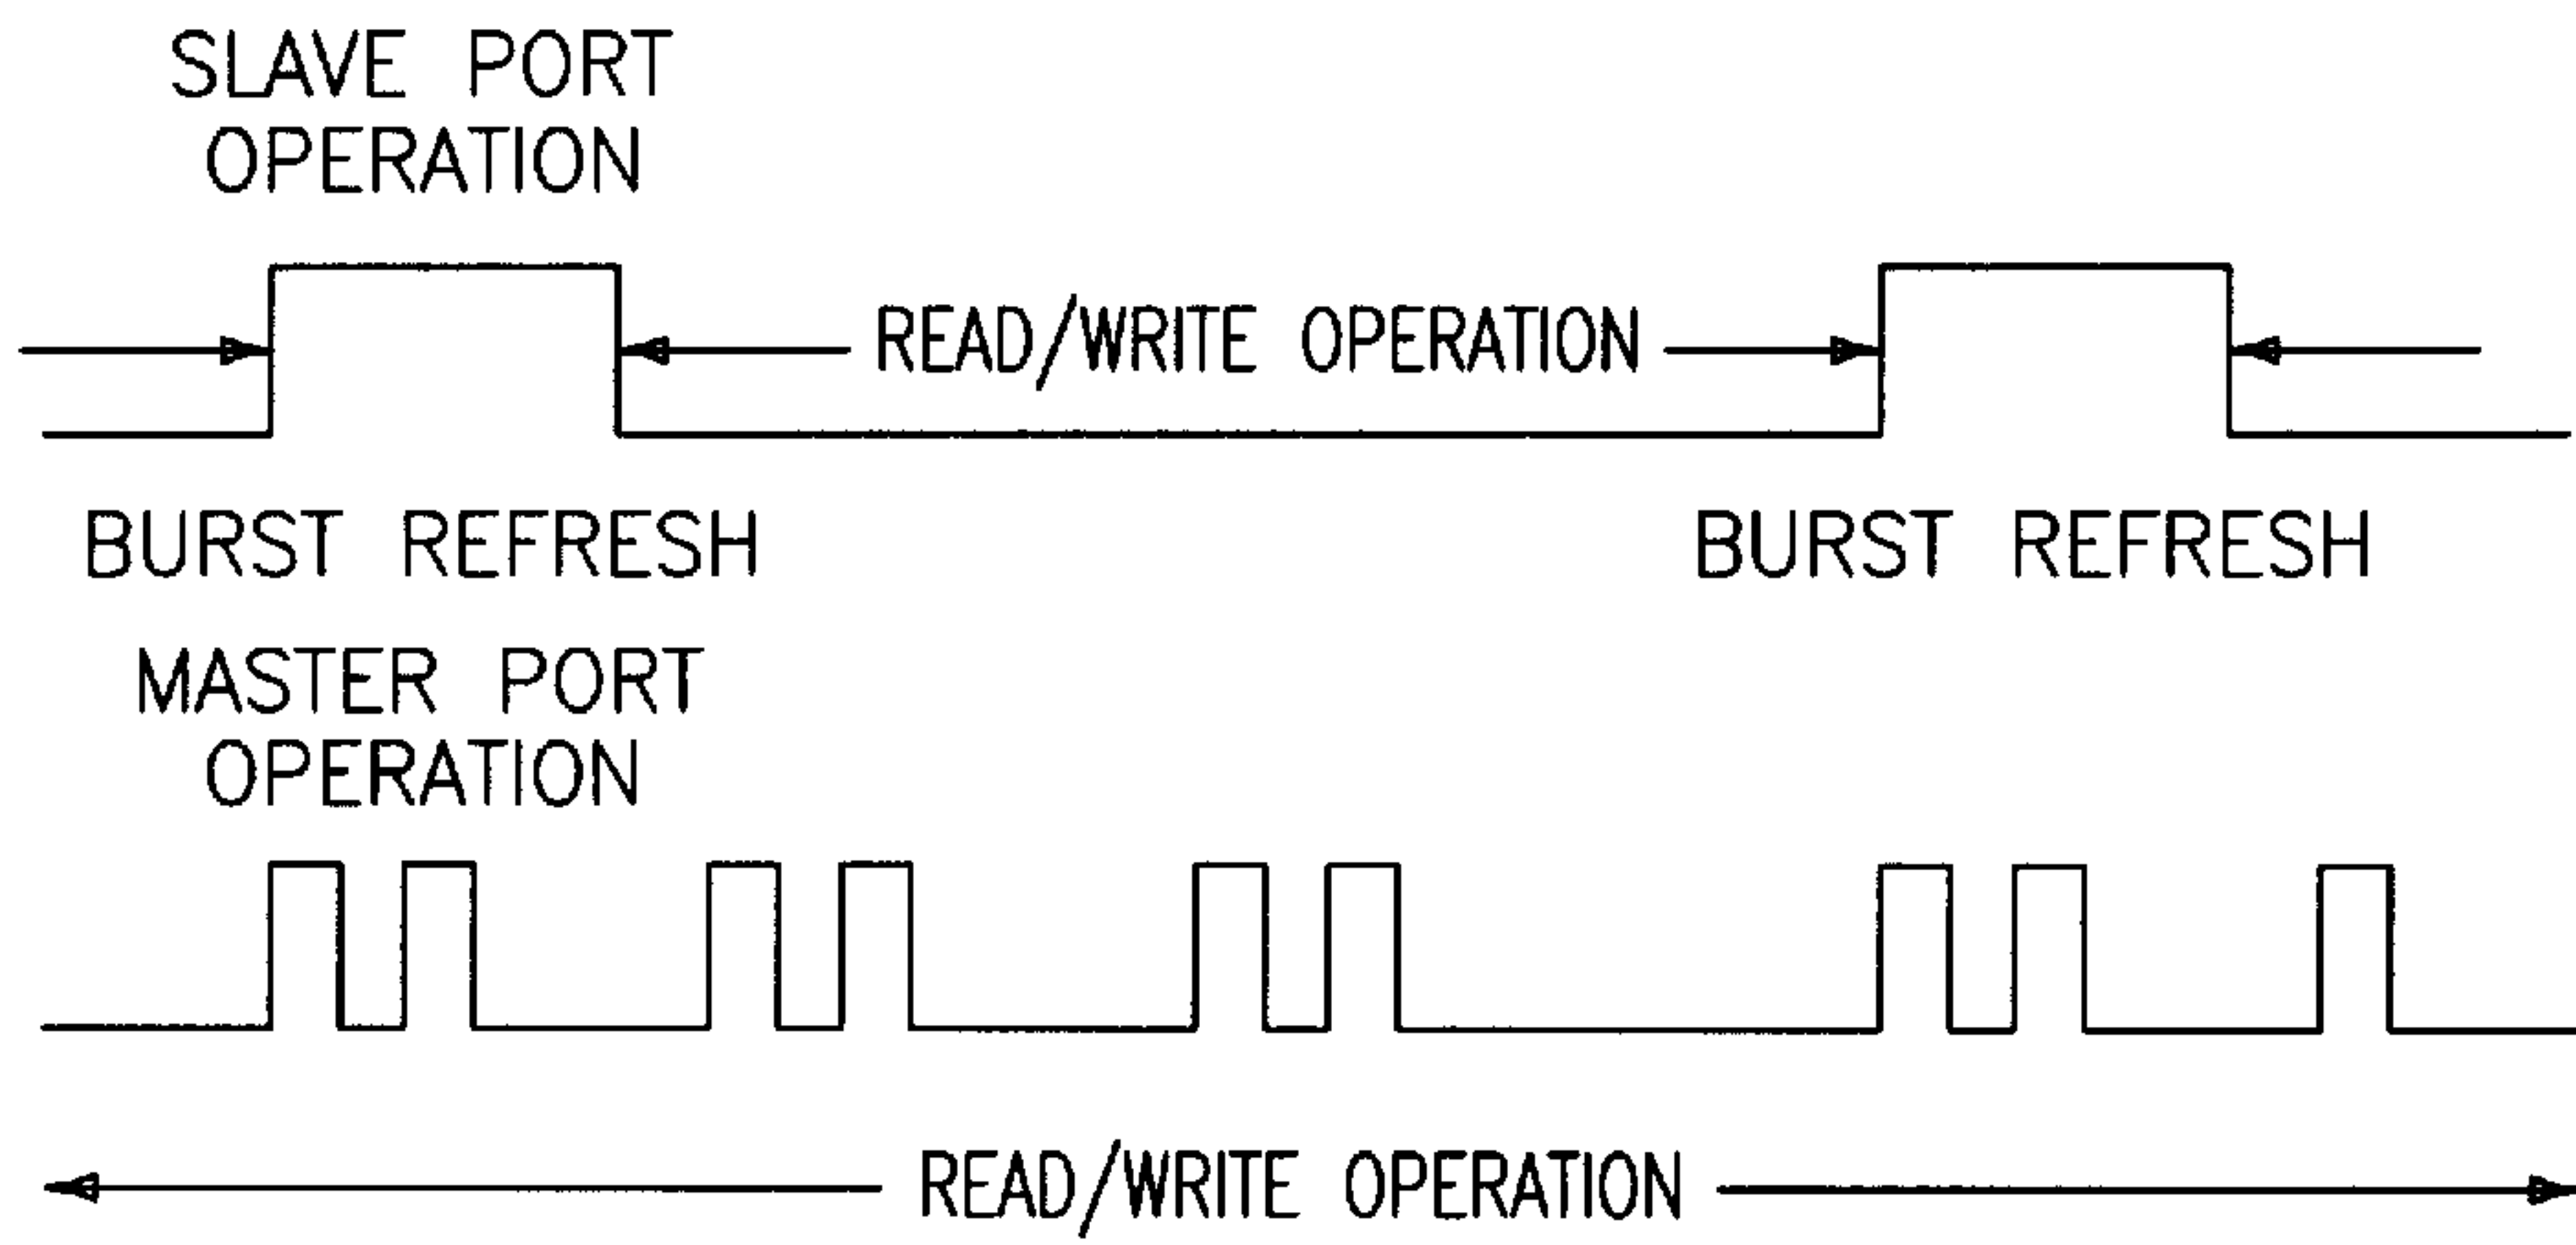 SLAVE PORT
OPERATION
READ/WRITE OPERATION
BURST REFRESH
BURST REFRESH
MASTER PORT
OPERATION
READ/WRITE OPERATION